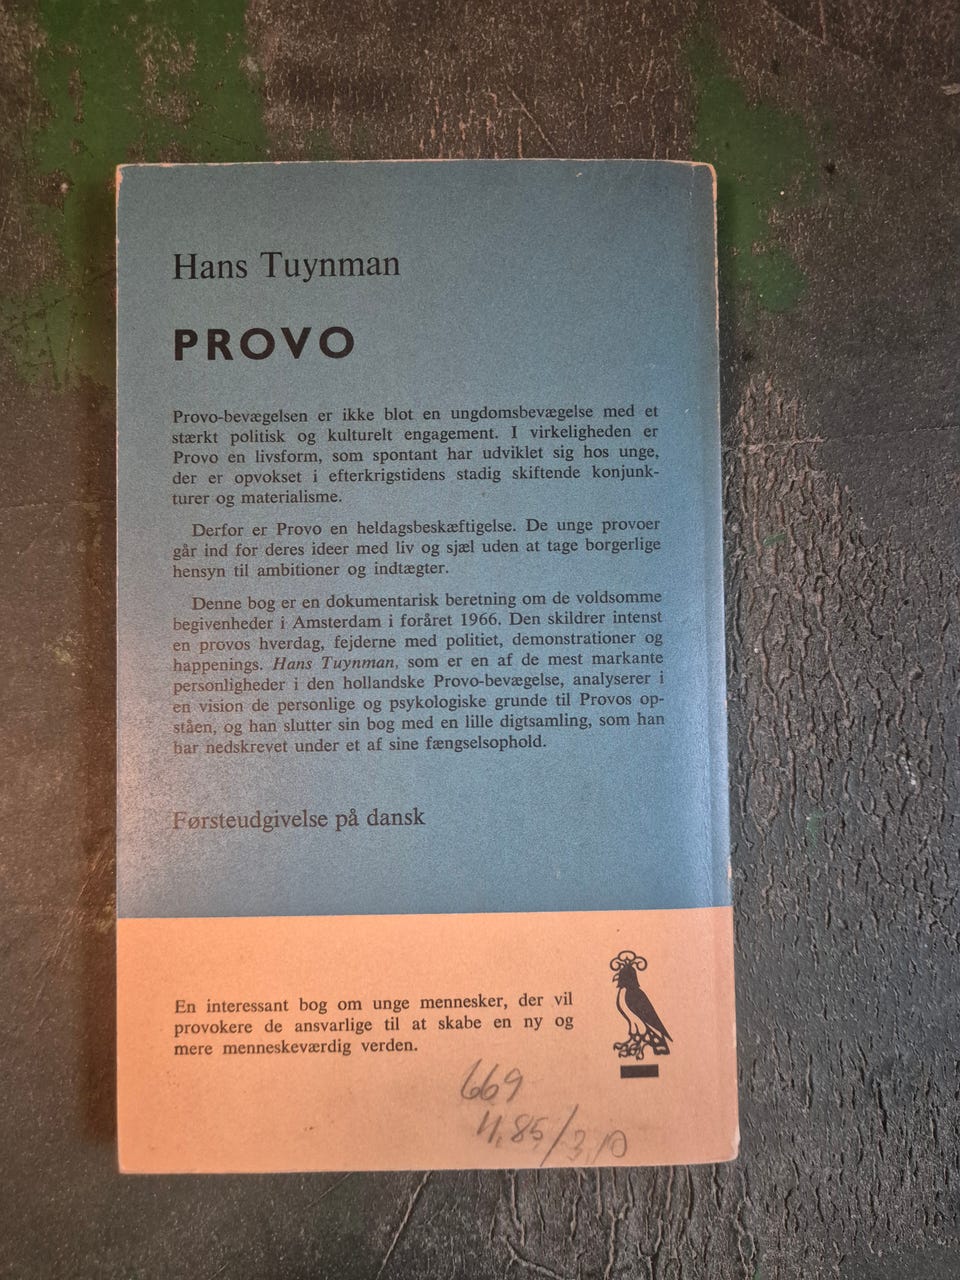 Hans Tuynman
PROVO
Provo-bevægelsen er ikke blot en ungdomsbevægelse med et
stærkt politisk og kulturelt engagement. I virkeligheden er
Provo en livsform, som spontant har udviklet sig hos unge,
der er opvokset i efterkrigstidens stadig skiftende konjunk-
turer og materialisme.
Derfor er Provo en heldagsbeskæftigelse. De unge provoer
går ind for deres ideer med liv og sjæl uden at tage borgerlige
hensyn til ambitioner og indtægter.
Denne bog er en dokumentarisk beretning om de voldsomme
begivenheder i Amsterdam i foråret 1966. Den skildrer intenst
en provos hverdag, fejderne med politiet, demonstrationer og
happenings. Hans Tuynman, som er en af de mest markante
personligheder i den hollandske Provo-bevægelse, analyserer i
en vision de personlige og psykologiske grunde til Provos op-
ståen, og han slutter sin bog med en lille digtsamling, som han
har nedskrevet under et af sine fængselsophold.
Førsteudgivelse på dansk
En interessant bog om unge mennesker, der vil
provokere de ansvarlige til at skabe en ny og
mere menneskeværdig verden.
669